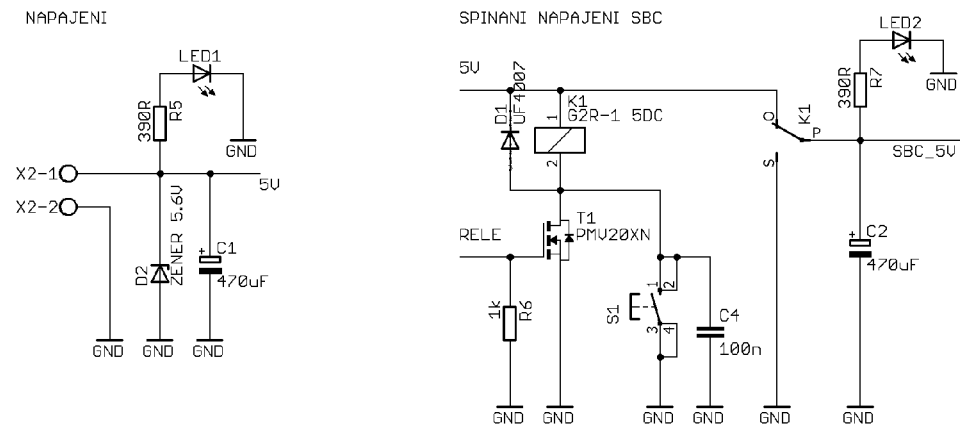 NAPAJENI
LED1
390R
R5
GND
X2-1
5V
X2-2
ZENER 5.6V
D2
C1
470uF
GND
GND
GND
SPINANI NAPAJENI SBC
5V
D1
UF4007
K1
G2R-1 5DC
1
2
RELE
T1
PMV20XN
1k
R6
S1
1
2
3
4
C4
100n
O
S
P
K1
LED2
390R
R7
GND
SBC_5V
C2
470uF
GND
GND
GND
GND
GND
GND